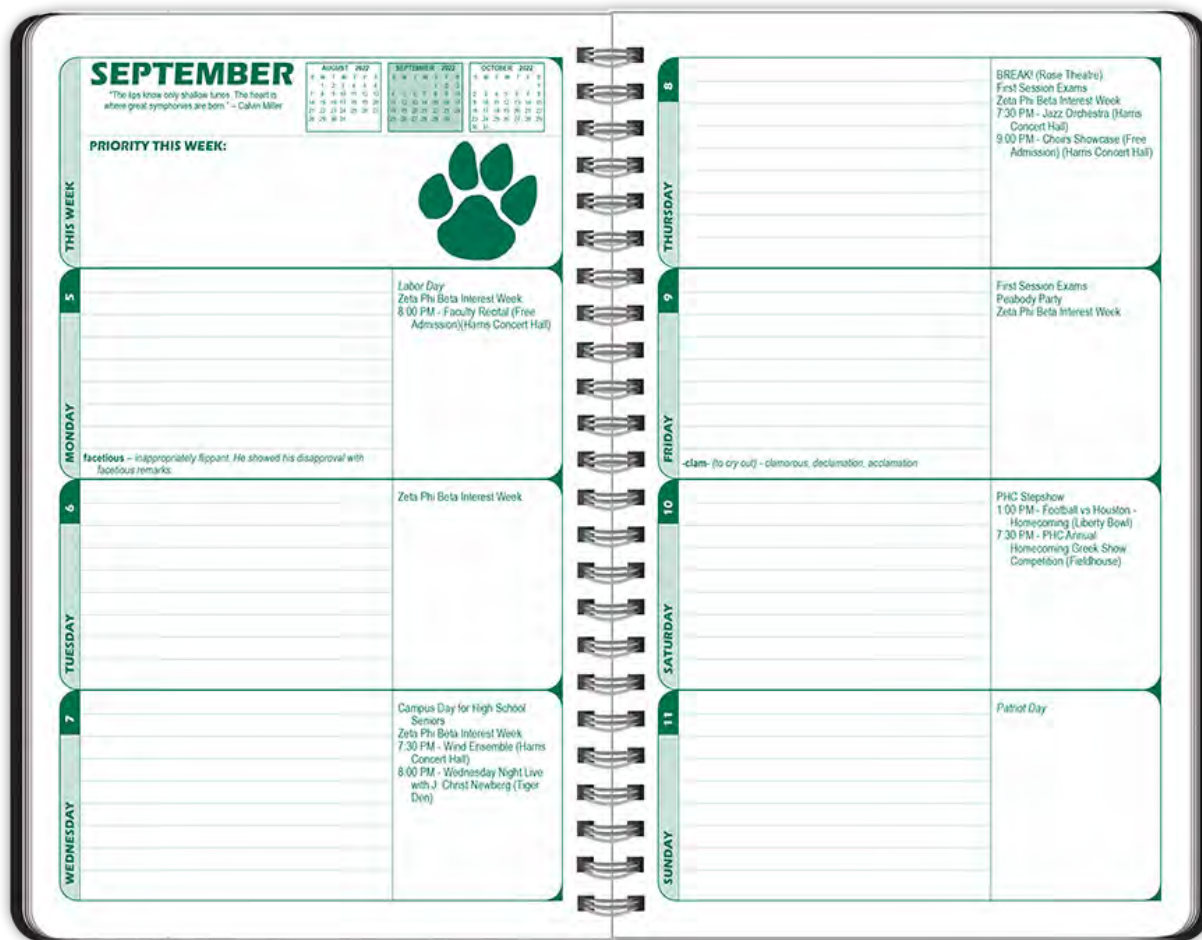 SEPTEMBER
"The lips know only shallow tunes. The heart is
where great symphonies are born." – Calvin Miller
AUGUST 2022
SEPTEMBER 2022
OCTOBER 2022
PRIORITY THIS WEEK:
THIS WEEK
5
MONDAY
Labor Day
Zeta Phi Beta Interest Week
8:00 PM - Faculty Recital (Free
Admission)(Harris Concert Hall)
facetious – inappropriately flippant. He showed his disapproval with
facetious remarks.
6
TUESDAY
Zeta Phi Beta Interest Week
7
WEDNESDAY
Campus Day for High School
Seniors
Zeta Phi Beta Interest Week
7:30 PM - Wind Ensemble (Harris
Concert Hall)
8:00 PM - Wednesday Night Live
with J. Christ Newberg (Tiger
Den)
8
THURSDAY
BREAK! (Rose Theatre)
First Session Exams
Zeta Phi Beta Interest Week
7:30 PM - Jazz Orchestra (Harris
Concert Hall)
9:00 PM - Choirs Showcase (Free
Admission) (Harris Concert Hall)
9
FRIDAY
First Session Exams
Peabody Party
Zeta Phi Beta Interest Week
-clam- (to cry out) - clamorous, declamation, acclamation
10
SATURDAY
PHC Stepshow
1:00 PM - Football vs Houston -
Homecoming (Liberty Bowl)
7:30 PM - PHC Annual
Homecoming Greek Show
Competition (Fieldhouse)
11
SUNDAY
Patriot Day